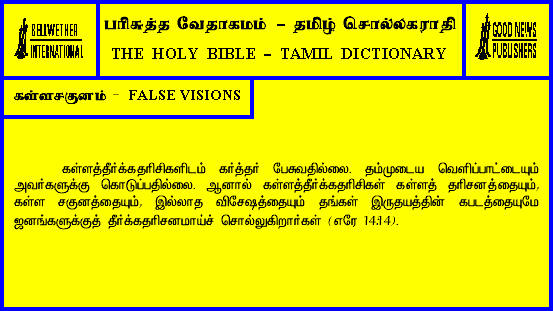 BELLWETHER
INTERNATIONAL
பரிசுத்த வேதாகமம் - தமிழ் சொல்லகராதி
THE HOLY BIBLE - TAMIL DICTIONARY
GOOD NEWS
PUBLISHERS
கள்ளசகுனம் - FALSE VISIONS
கள்ளத்தீர்க்கதரிசிகளிடம் கர்த்தர் பேசுவதில்லை. தம்முடைய வெளிப்பாட்டையும்
அவர்களுக்கு கொடுப்பதில்லை. ஆனால் கள்ளத்தீர்க்கதரிசிகள் கள்ளத் தரிசனத்தையும்,
கள்ள சகுனத்தையும், இல்லாத விசேஷத்தையும் தங்கள் இருதயத்தின் கபடத்தையுமே
ஜனங்களுக்குத் தீர்க்கதரிசனமாய்ச் சொல்லுகிறார்கள் (எரே 14:14).